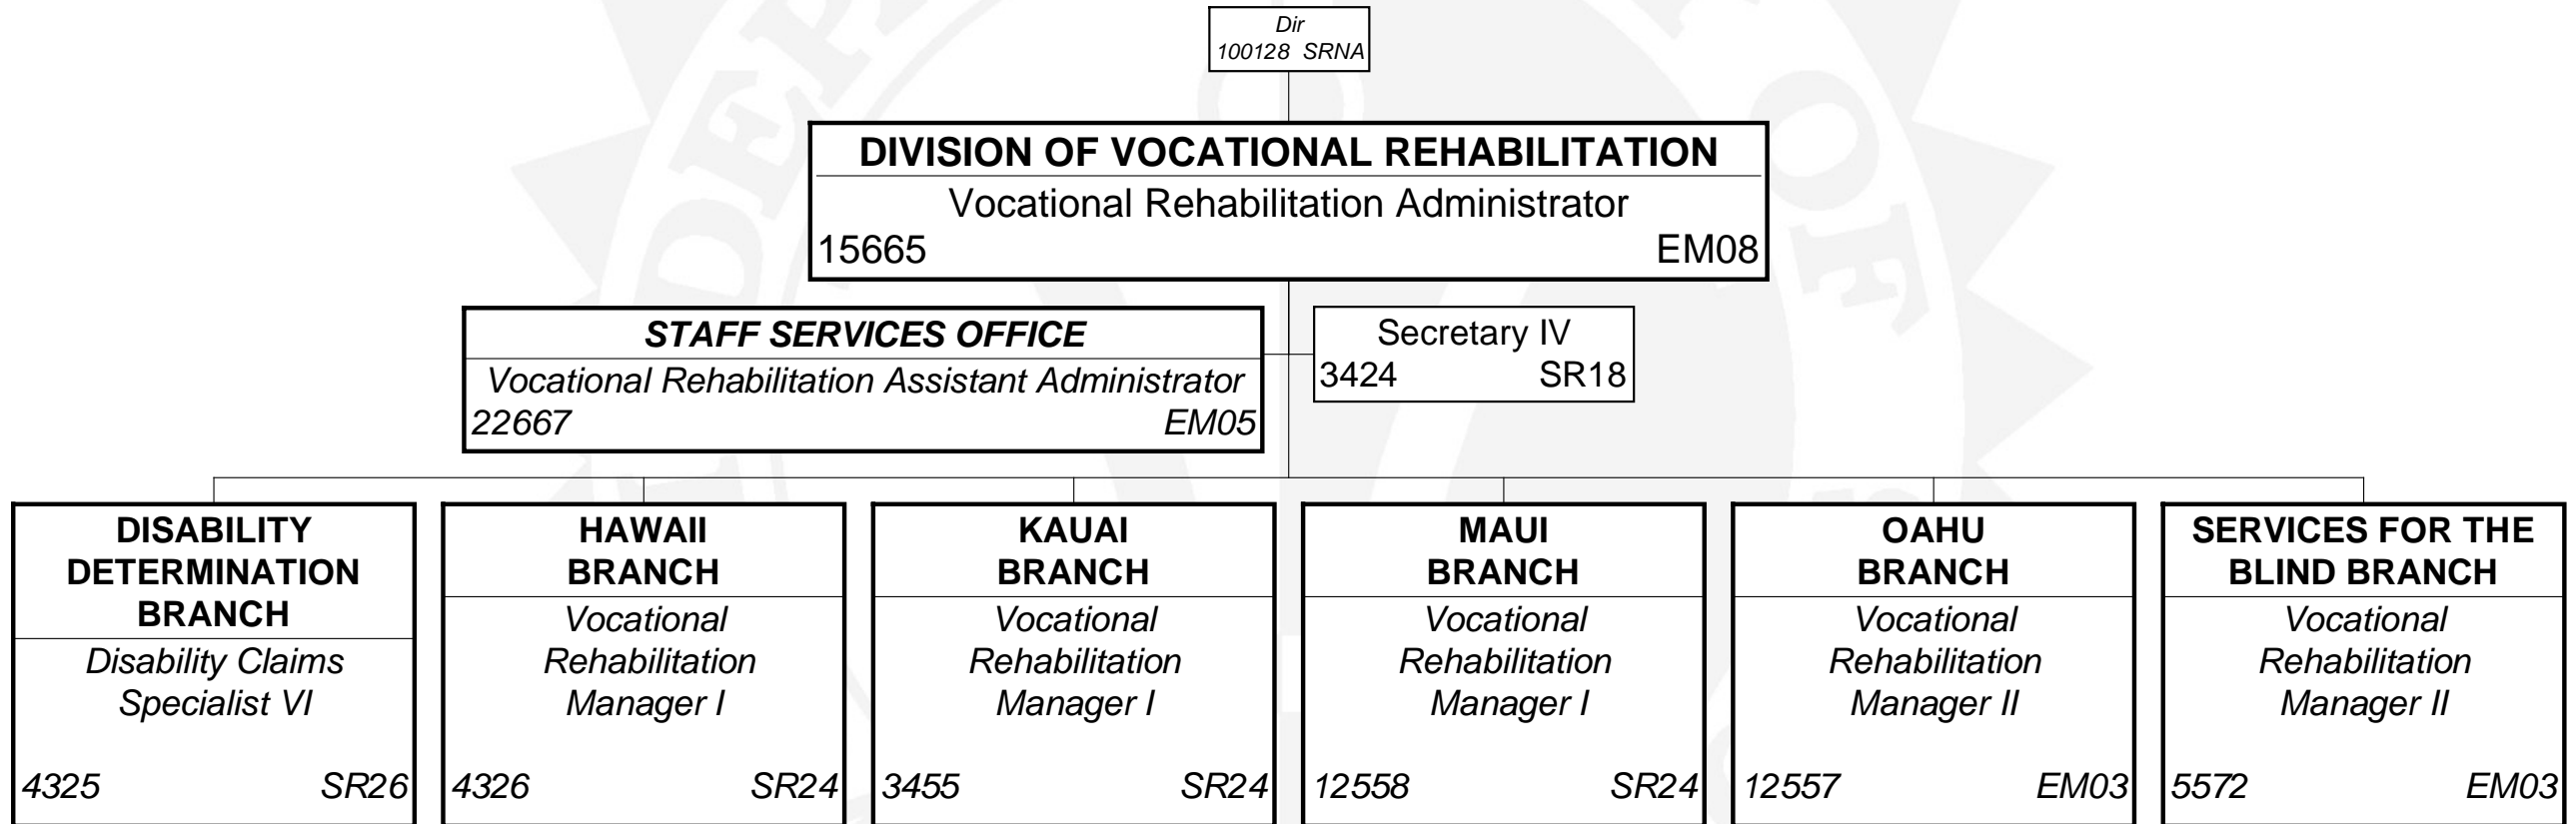 Dir
100128 SRNA
DIVISION OF VOCATIONAL REHABILITATION
Vocational Rehabilitation Administrator
15665 EM08
STAFF SERVICES OFFICE
Vocational Rehabilitation Assistant Administrator
22667 EM05
Secretary IV
3424 SR18
DISABILITY
DETERMINATION
BRANCH
Disability Claims
Specialist VI
4325 SR26
HAWAII
BRANCH
Vocational
Rehabilitation
Manager I
4326 SR24
KAUAI
BRANCH
Vocational
Rehabilitation
Manager I
3455 SR24
MAUI
BRANCH
Vocational
Rehabilitation
Manager I
12558 SR24
OAHU
BRANCH
Vocational
Rehabilitation
Manager II
12557 EM03
SERVICES FOR THE
BLIND BRANCH
Vocational
Rehabilitation
Manager II
5572 EM03